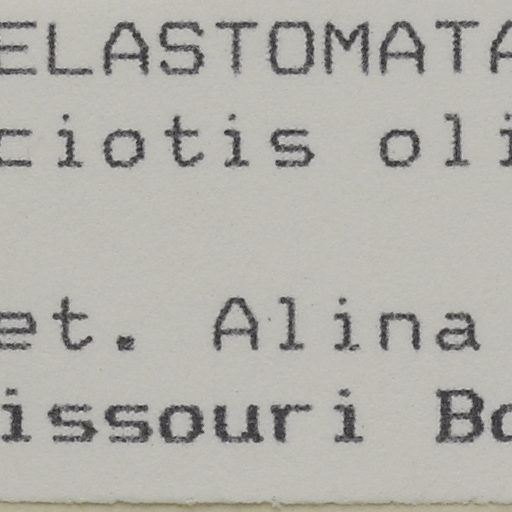 ELASTOMATA
ciotis oli
et. Alina
issouri Bo